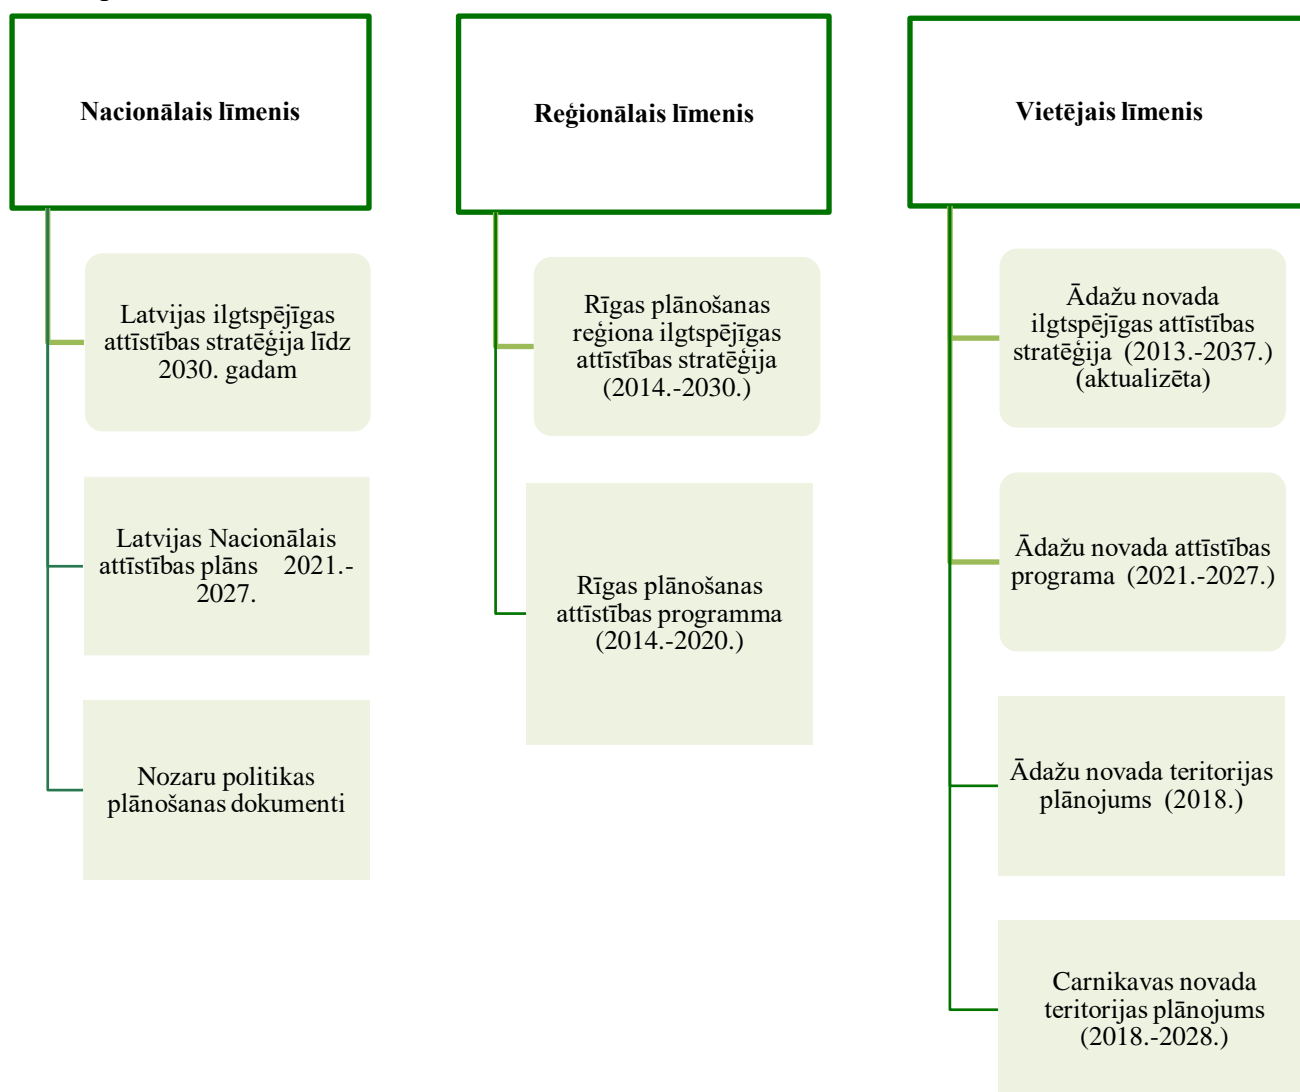 Nacionālais līmenis
Latvijas ilgtspējīgas
attīstības stratēģija līdz
2030. gadam
Latvijas Nacionālais
attīstības plāns 2021.-
2027.
Nozaru politikas
plānošanas dokumenti
Reģionālais līmenis
Rīgas plānošanas
reģiona ilgtspējīgas
attīstības stratēģija
(2014.-2030.)
Rīgas plānošanas
attīstības programma
(2014.-2020.)
Vietējais līmenis
Ādažu novada
ilgtspējīgas attīstības
stratēģija (2013.-2037.)
(aktualizēta)
Ādažu novada attīstības
programa (2021.-2027.)
Ādažu novada teritorijas
plānojums (2018.)
Carnikavas novada
teritorijas plānojums
(2018.-2028.)